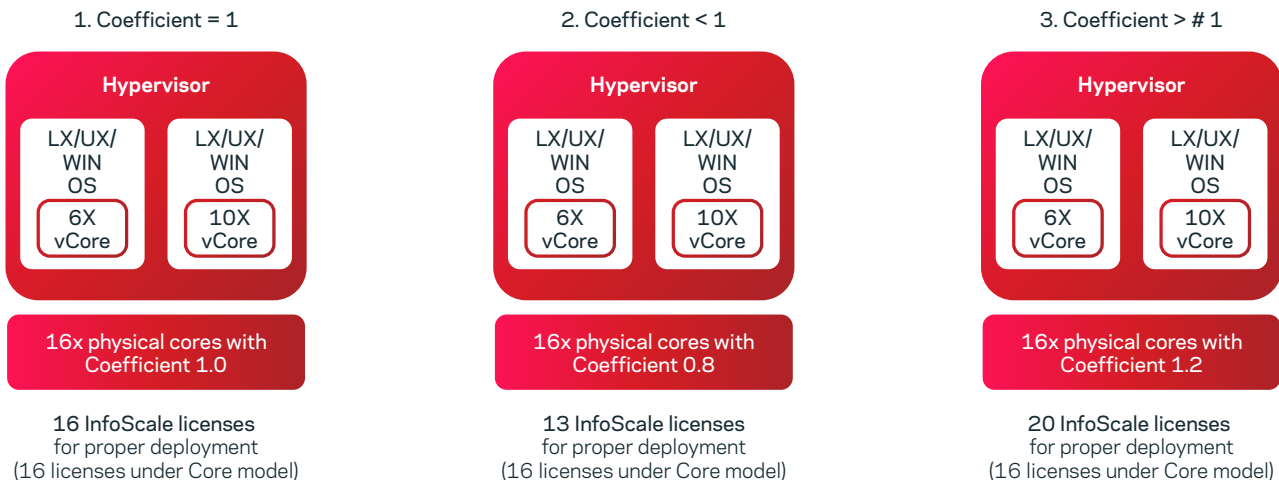 1. Coefficient = 1
Hypervisor
LX/UX/
WIN
OS
6X
vCore
LX/UX/
WIN
OS
10X
vCore
16x physical cores with
Coefficient 1.0
16 InfoScale licenses
for proper deployment
(16 licenses under Core model)
2. Coefficient < 1
Hypervisor
LX/UX/
WIN
OS
6X
vCore
LX/UX/
WIN
OS
10X
vCore
16x physical cores with
Coefficient 0.8
13 InfoScale licenses
for proper deployment
(16 licenses under Core model)
3. Coefficient > # 1
Hypervisor
LX/UX/
WIN
OS
6X
vCore
LX/UX/
WIN
OS
10X
vCore
16x physical cores with
Coefficient 1.2
20 InfoScale licenses
for proper deployment
(16 licenses under Core model)